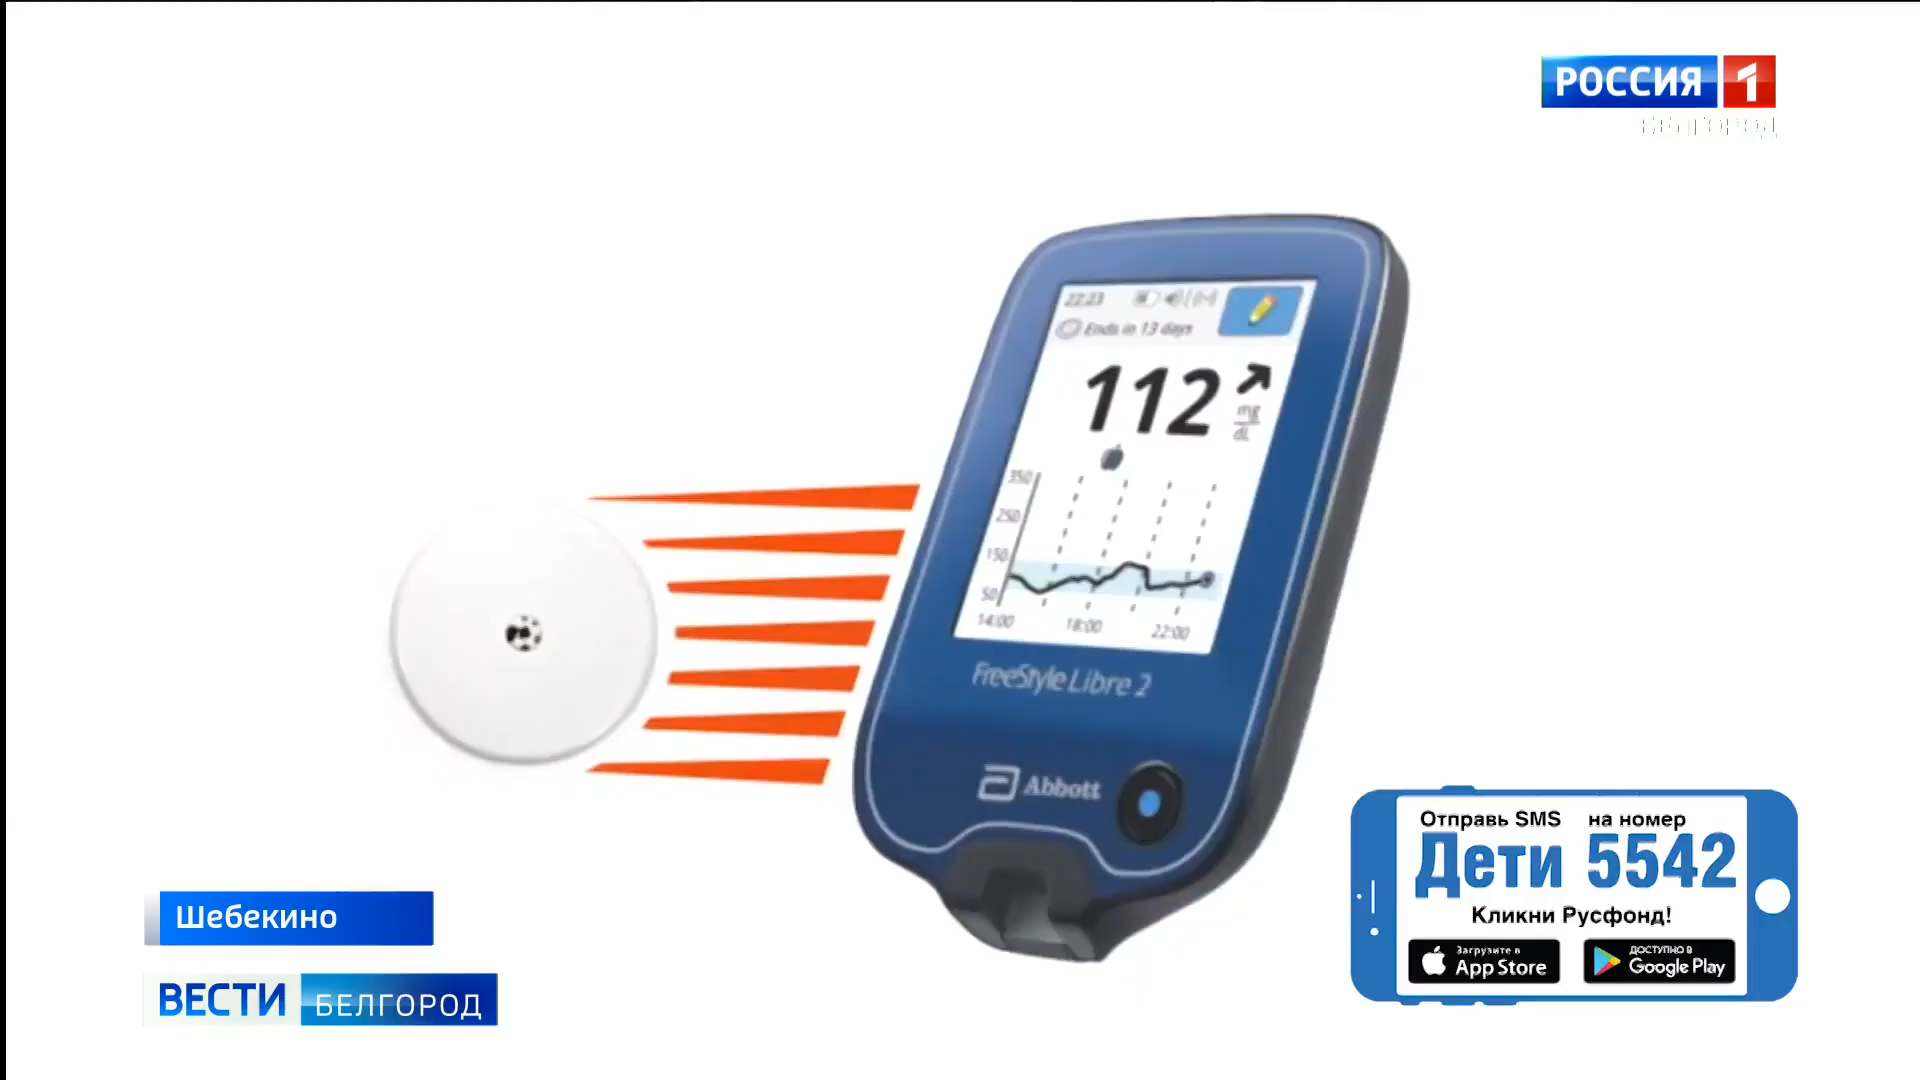 РОССИЯ 1
БЕЛГОРОД
22:23
Ends in 13 days
112
mg
dL
350
250
150
50
14:00 18:00 22:00
FreeStyle Libre 2
Abbott
Отправь SMS на номер
Дети 5542
Кликни Русфонд!
Загрузите в
App Store
ДОСТУПНО В
Google Play
Шебекино
ВЕСТИ БЕЛГОРОД